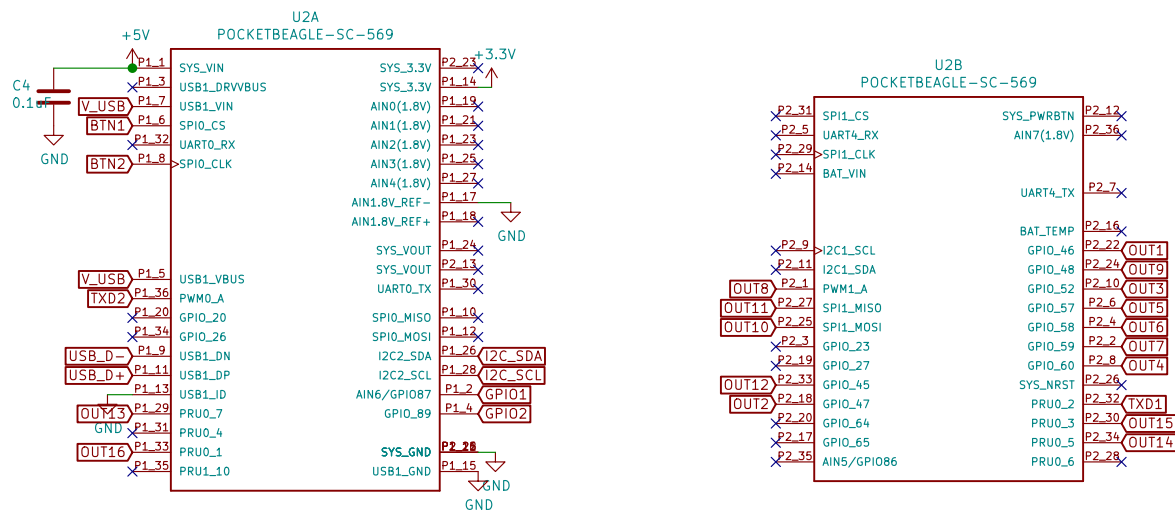 U2A
POCKETBEAGLE-SC-569
+5V
C4
0.1uF
GND
P1_1 SYS_VIN
P1_3 USB1_DRVVBUS
V_USB P1_7 USB1_VIN
BTN1 P1_6 SPI0_CS
P1_32 UART0_RX
BTN2 P1_8 SPI0_CLK
V_USB P1_5 USB1_VBUS
TXD2 P1_36 PWM0_A
P1_20 GPIO_20
P1_34 GPIO_26
USB_D- P1_9 USB1_DN
USB_D+ P1_11 USB1_DP
P1_13 USB1_ID
GND
OUT13 P1_29 PRU0_7
P1_31 PRU0_4
OUT16 P1_33 PRU0_1
P1_35 PRU1_10
+3.3V
SYS_3.3V P2_23
SYS_3.3V P1_14
AIN0(1.8V) P1_19
AIN1(1.8V) P1_21
AIN2(1.8V) P1_23
AIN3(1.8V) P1_25
AIN4(1.8V) P1_27
AIN1.8V_REF- P1_17
GND
AIN1.8V_REF+ P1_18
SYS_VOUT P1_24
SYS_VOUT P2_13
UART0_TX P1_30
SPI0_MISO P1_10
SPI0_MOSI P1_12
I2C2_SDA P1_26 I2C_SDA
I2C2_SCL P1_28 I2C_SCL
AIN6/GPIO87 P1_2 GPIO1
GPIO_89 P1_4 GPIO2
SYS_GND
GND
USB1_GND P1_15
GND
U2B
POCKETBEAGLE-SC-569
P2_31 SPI1_CS
P2_5 UART4_RX
P2_29 SPI1_CLK
P2_14 BAT_VIN
P2_9 I2C1_SCL
P2_11 I2C1_SDA
OUT8 P2_1 PWM1_A
OUT11 P2_27 SPI1_MISO
OUT10 P2_25 SPI1_MOSI
P2_3 GPIO_23
P2_19 GPIO_27
OUT12 P2_33 GPIO_45
OUT2 P2_18 GPIO_47
P2_20 GPIO_64
P2_17 GPIO_65
P2_35 AIN5/GPIO86
SYS_PWRBTN P2_12
AIN7(1.8V) P2_36
UART4_TX P2_7
BAT_TEMP P2_16
GPIO_46 P2_22 OUT1
GPIO_48 P2_24 OUT9
GPIO_52 P2_10 OUT3
GPIO_57 P2_6 OUT5
GPIO_58 P2_4 OUT6
GPIO_59 P2_2 OUT7
GPIO_60 P2_8 OUT4
SYS_NRST P2_26
PRU0_2 P2_32 TXD1
PRU0_3 P2_30 OUT15
PRU0_5 P2_34 OUT14
PRU0_6 P2_28